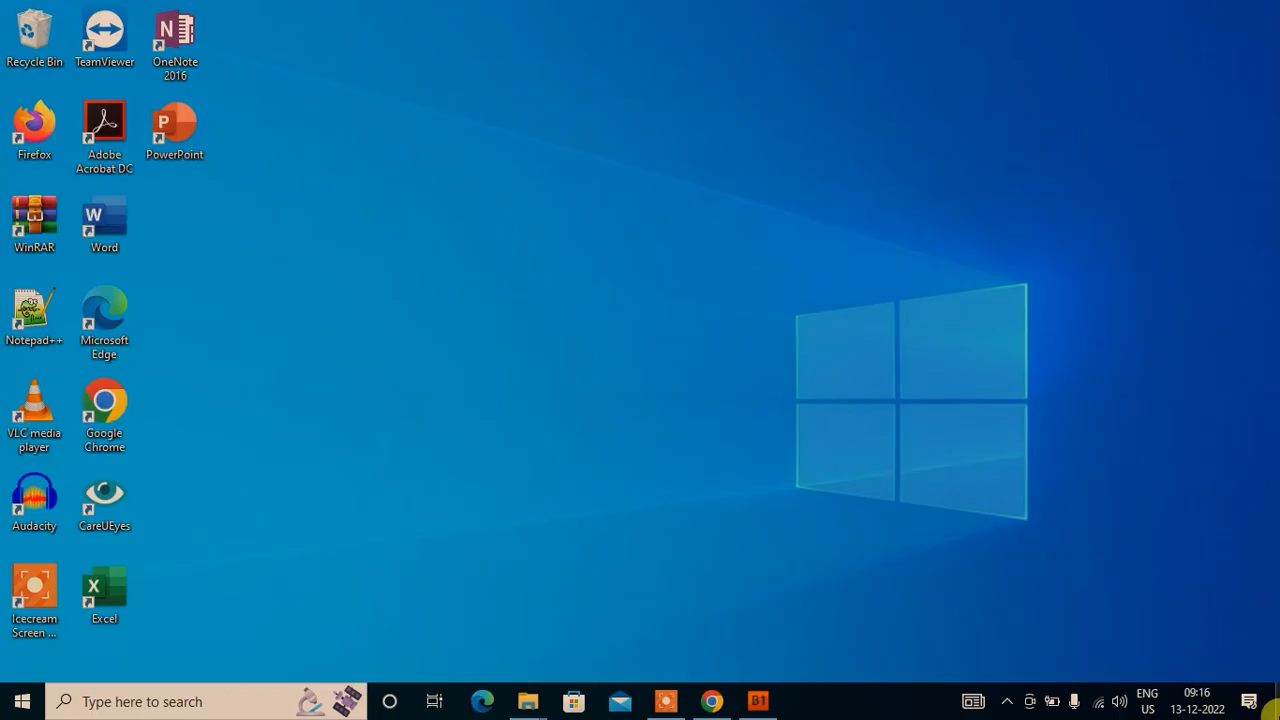 Recycle Bin
TeamViewer
OneNote
2016
Firefox
Adobe
Acrobat DC
PowerPoint
WinRAR
Word
Notepad++
Microsoft
Edge
VLC media
player
Google
Chrome
Audacity
CareUEyes
Icecream
Screen ...
Excel
Type here to search
B1
ENG
US
09:16
13-12-2022